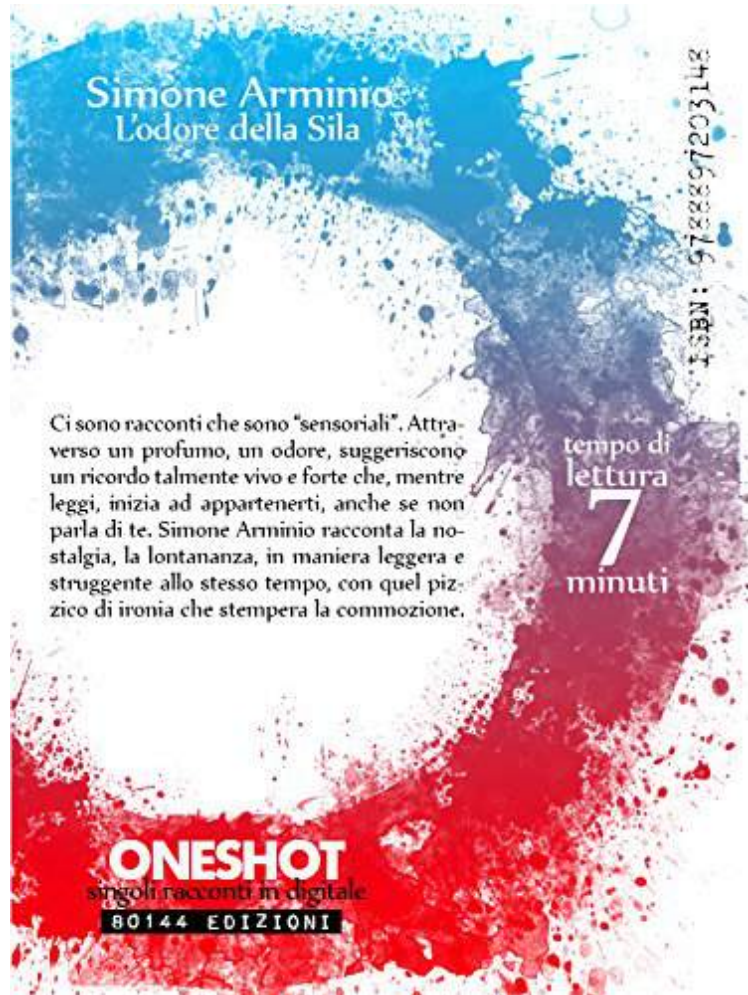 Simone Arminio
L'odore della Sila
ISBN: 9788897203148
Ci sono racconti che sono “sensoriali”. Attra-
verso un profumo, un odore, suggeriscono
un ricordo talmente vivo e forte che, mentre
leggi, inizia ad appartenerti, anche se non
parla di te. Simone Arminio racconta la no-
stalgia, la lontananza, in maniera leggera e
struggente allo stesso tempo, con quel piz-
zico di ironia che stempera la commozione.
tempo di
lettura
7
minuti
ONESHOT
singoli racconti in digitale
80144 EDIZIONI